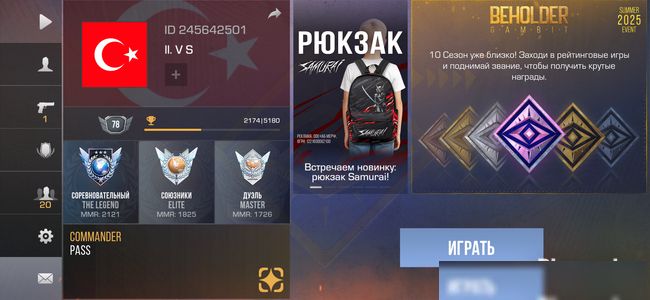 ID 245642501
II. V S
+
78
2174|5180
СОРЕВНОВАТЕЛЬНЫЙ
THE LEGEND
MMR: 2121
СОЮЗНИКИ
ELITE
MMR: 1825
ДУЭЛЬ
MASTER
MMR: 1726
COMMANDER
PASS
1
20
РЮКЗАК
SAMURAI
SAMURAI
Встречаем новинку:
рюкзак Samurai!
BEHOLDER
GAMBIT
SUMMER
2025
EVENT
10 Сезон уже близко! Заходи в рейтинговые игры
и поднимай звание, чтобы получить крутые
награды.
ИГРАТЬ